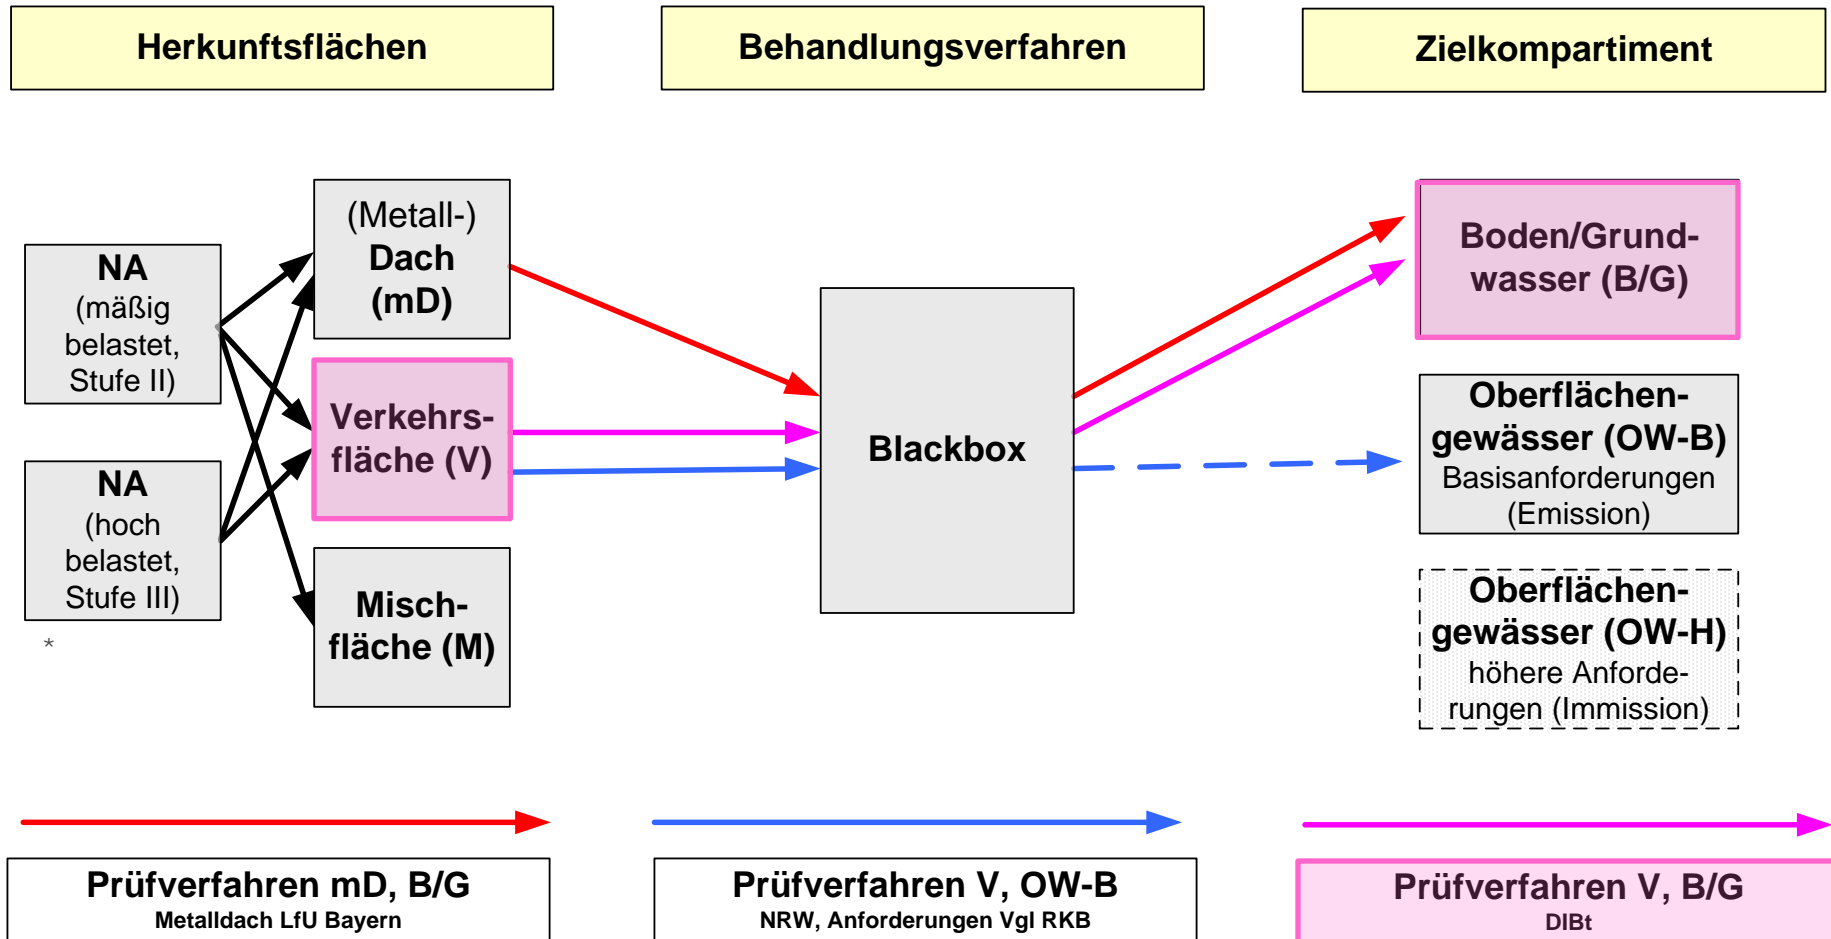 Herkunftsflächen
Behandlungsverfahren
Zielkompartiment
NA
(mäßig
belastet,
Stufe II)
NA
(hoch
belastet,
Stufe III)
*
(Metall-)
Dach
(mD)
Verkehrs-
fläche (V)
Misch-
fläche (M)
Blackbox
Boden/Grund-
wasser (B/G)
Oberflächen-
gewässer (OW-B)
Basisanforderungen
(Emission)
Oberflächen-
gewässer (OW-H)
höhere Anforde-
rungen (Immission)
Prüfverfahren mD, B/G
Metalldach LfU Bayern
Prüfverfahren V, OW-B
NRW, Anforderungen Vgl RKB
Prüfverfahren V, B/G
DIBt